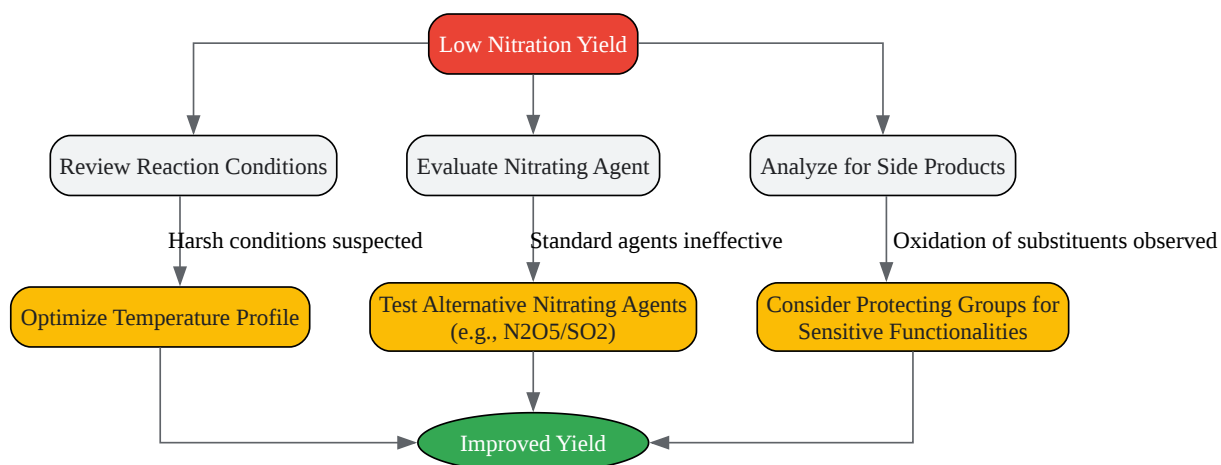 Low Nitration Yield
Review Reaction Conditions
Evaluate Nitrating Agent
Analyze for Side Products
Harsh conditions suspected
Standard agents ineffective
Oxidation of substituents observed
Optimize Temperature Profile
Test Alternative Nitrating Agents
(e.g., N2O5/SO2)
Consider Protecting Groups for
Sensitive Functionalities
Improved Yield